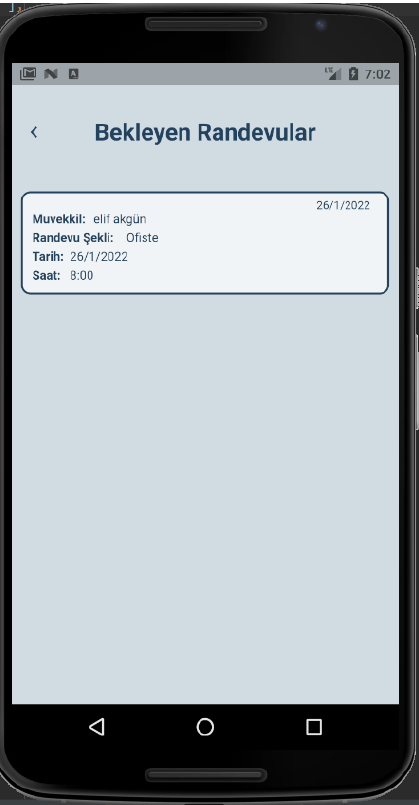 7:02
Bekleyen Randevular
26/1/2022
Muvekkil: elif akgün
Randevu Şekli: Ofiste
Tarih: 26/1/2022
Saat: 8:00